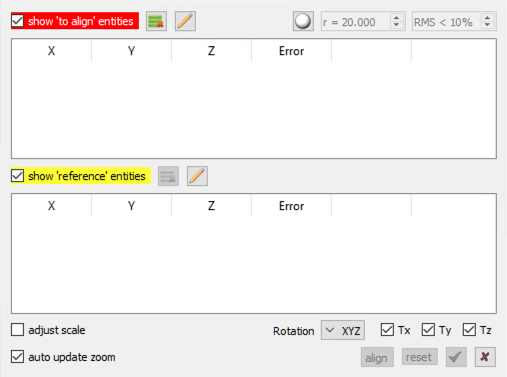 show 'to align' entities r = 20.000 RMS < 10%
X Y Z Error
show 'reference' entities
X Y Z Error
adjust scale Rotation XYZ Tx Ty Tz
auto update zoom align reset